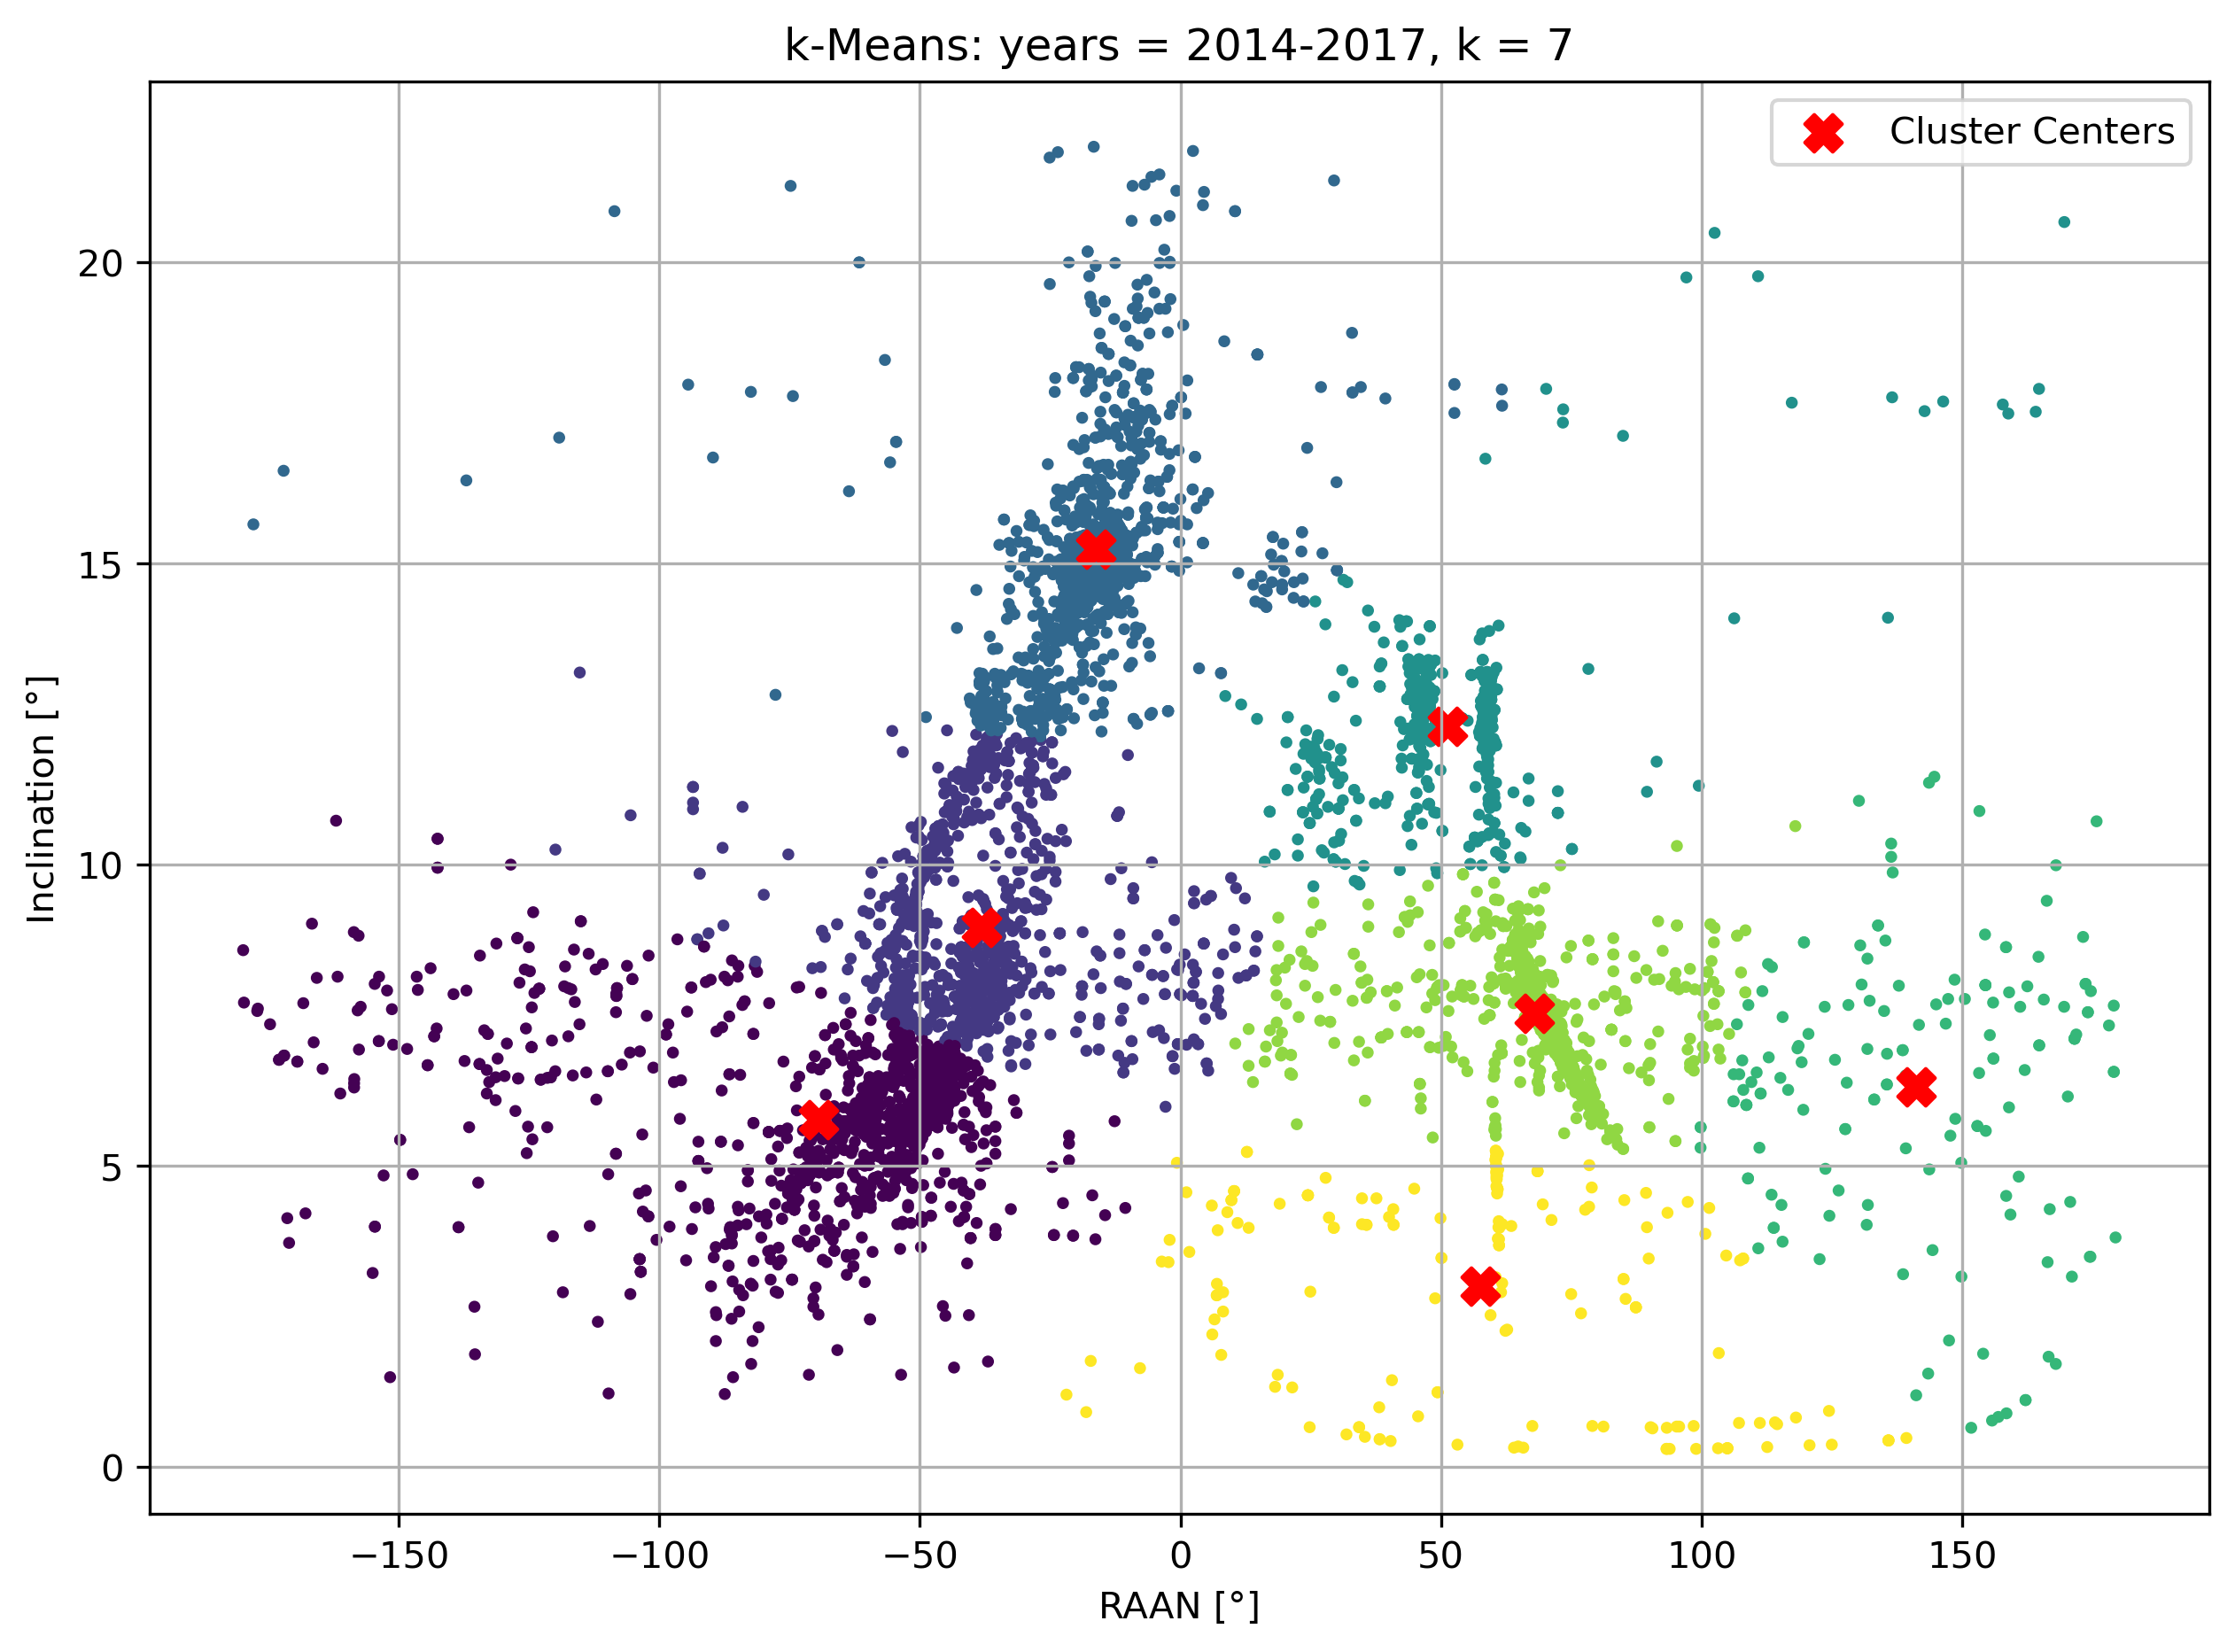 k-Means: years = 2014-2017, k = 7
Cluster Centers
20
15
10
5
0
Inclination [°]
−150 −100 −50 0 50 100 150
RAAN [°]